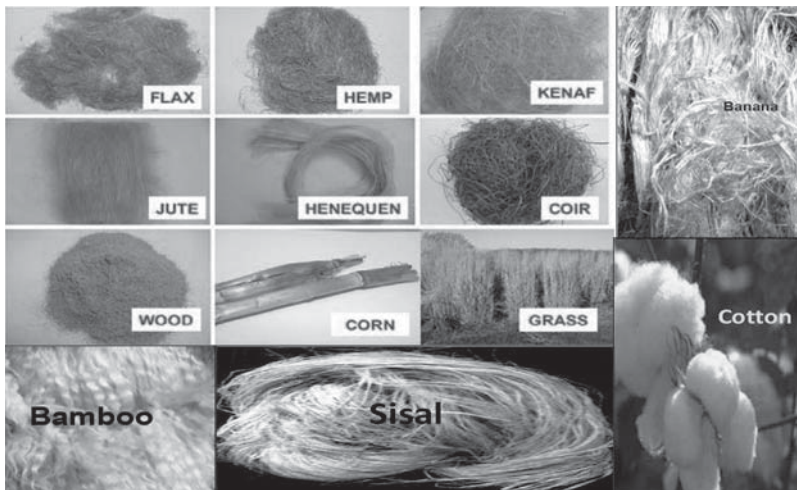 FLAX
HEMP
KENAF
Banana
JUTE
HENEQUEN
COIR
WOOD
CORN
GRASS
Cotton
Bamboo
Sisal